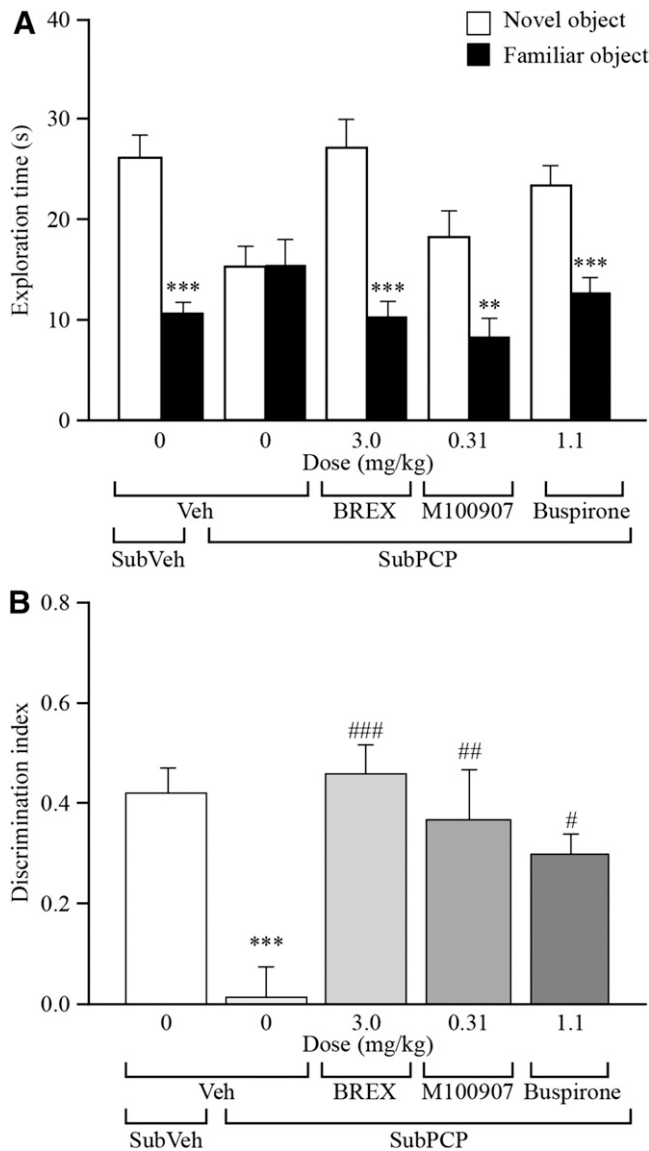 A
40
Novel object
Familiar object
30
20
10
0
Exploration time (s)
***
***
**
***
0 0 3.0 0.31 1.1
Dose (mg/kg)
Veh BREX M100907 Buspirone
SubVeh SubPCP
B
0.8
0.6
0.4
0.2
0.0
Discrimination index
***
###
##
#
0 0 3.0 0.31 1.1
Dose (mg/kg)
Veh BREX M100907 Buspirone
SubVeh SubPCP